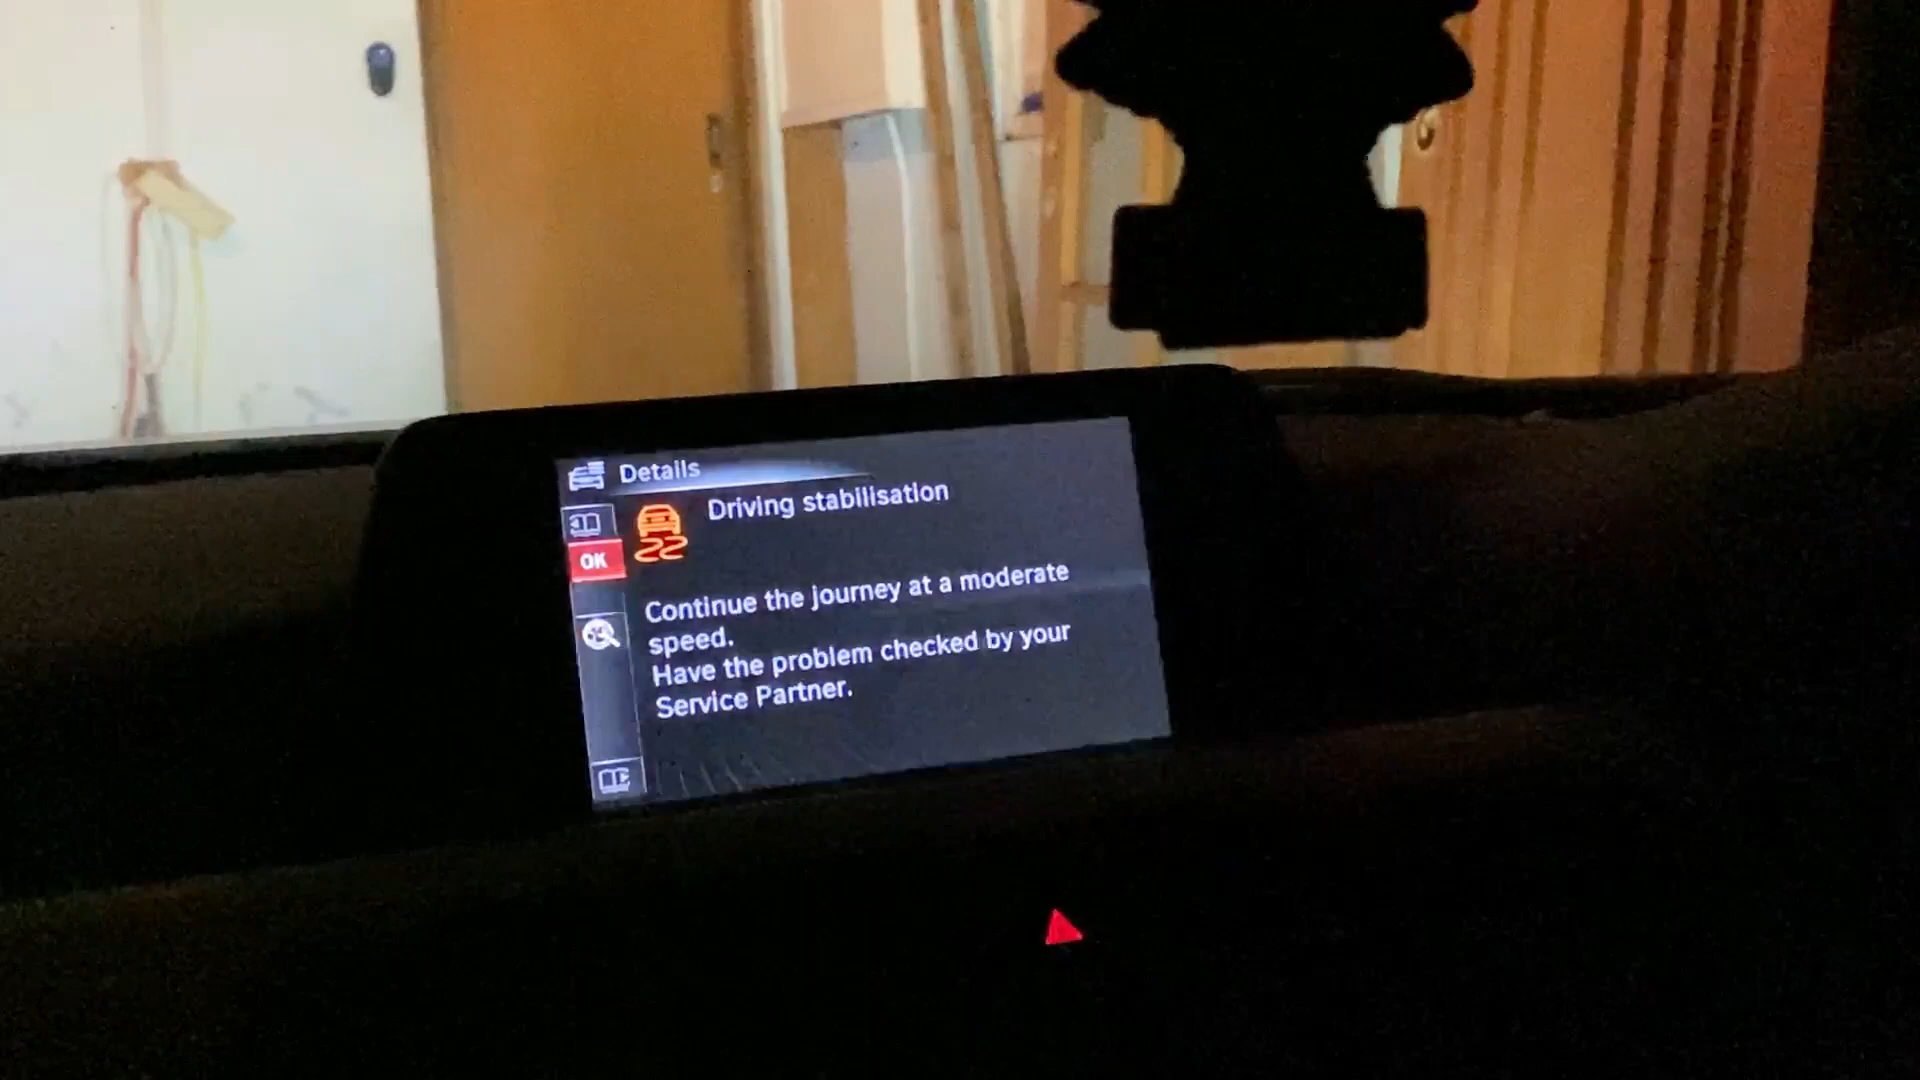 Details
Driving stabilisation
OK
Continue the journey at a moderate
speed.
Have the problem checked by your
Service Partner.